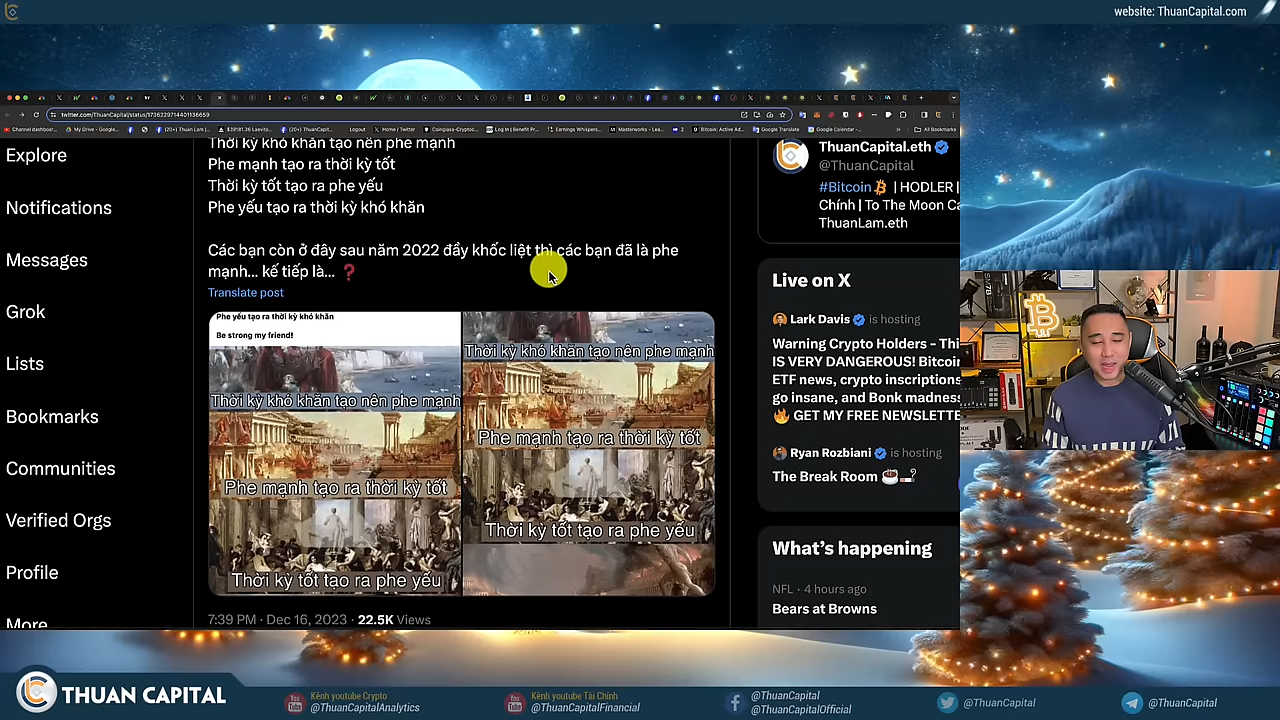 website: ThuanCapital.com
twitter.com/ThuanCapital/status/1736229714401136659
Explore
Notifications
Messages
Grok
Lists
Bookmarks
Communities
Verified Orgs
Profile
More
Thời kỳ khó khăn tạo nên phe mạnh
Phe mạnh tạo ra thời kỳ tốt
Thời kỳ tốt tạo ra phe yếu
Phe yếu tạo ra thời kỳ khó khăn
Các bạn còn ở đây sau năm 2022 đầy khốc liệt thì các bạn đã là phe
mạnh... kế tiếp là... ❓
Translate post
Phe yếu tạo ra thời kỳ khó khăn
Be strong my friend!
Thời kỳ khó khăn tạo nên phe mạnh
Phe mạnh tạo ra thời kỳ tốt
Thời kỳ tốt tạo ra phe yếu
Thời kỳ khó khăn tạo nên phe mạnh
Phe mạnh tạo ra thời kỳ tốt
Thời kỳ tốt tạo ra phe yếu
7:39 PM · Dec 16, 2023 · 22.5K Views
ThuanCapital.eth
@ThuanCapital
#Bitcoin | HODLER |
Chính | To The Moon Ca
ThuanLam.eth
Live on X
Lark Davis is hosting
Warning Crypto Holders - Thi
IS VERY DANGEROUS! Bitcoin
ETF news, crypto inscriptions
go insane, and Bonk madnes
🔥 GET MY FREE NEWSLETTE
Ryan Rozbiani is hosting
The Break Room ☕🚬
What's happening
NFL · 4 hours ago
Bears at Browns
THUAN CAPITAL
Kênh youtube Crypto
@ThuanCapitalAnalytics
Kênh youtube Tài Chính
@ThuanCapitalFinancial
@ThuanCapital
@ThuanCapitalOfficial
@ThuanCapital
@ThuanCapital